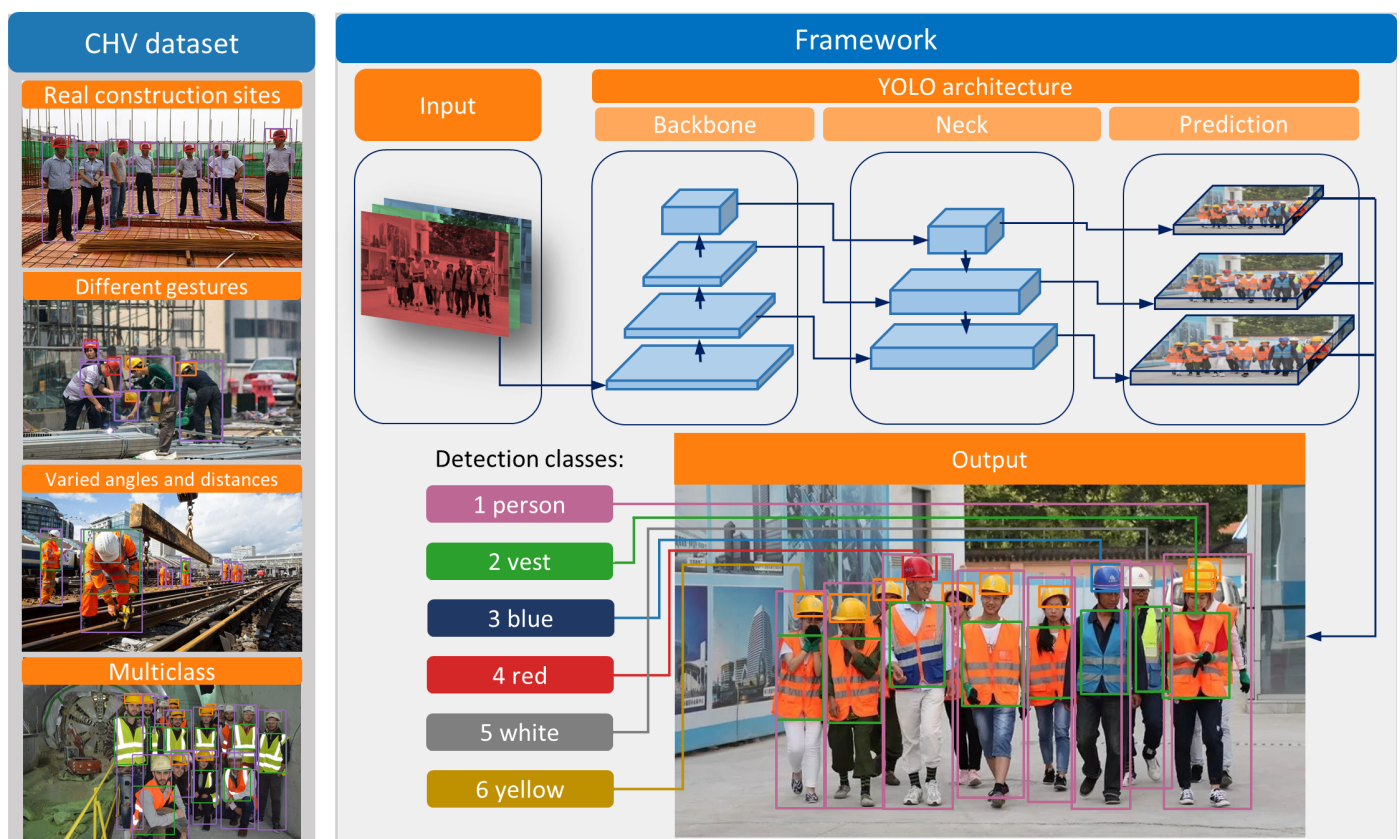 CHV dataset
Real construction sites
Different gestures
Varied angles and distances
Multiclass
Framework
Input
YOLO architecture
Backbone
Neck
Prediction
Detection classes:
1 person
2 vest
3 blue
4 red
5 white
6 yellow
Output